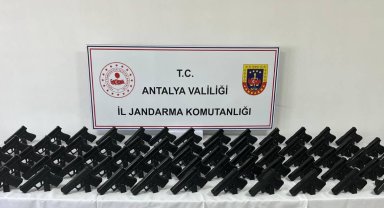 T.C.
ANTALYA VALİLİĞİ
İL JANDARMA KOMUTANLIĞI